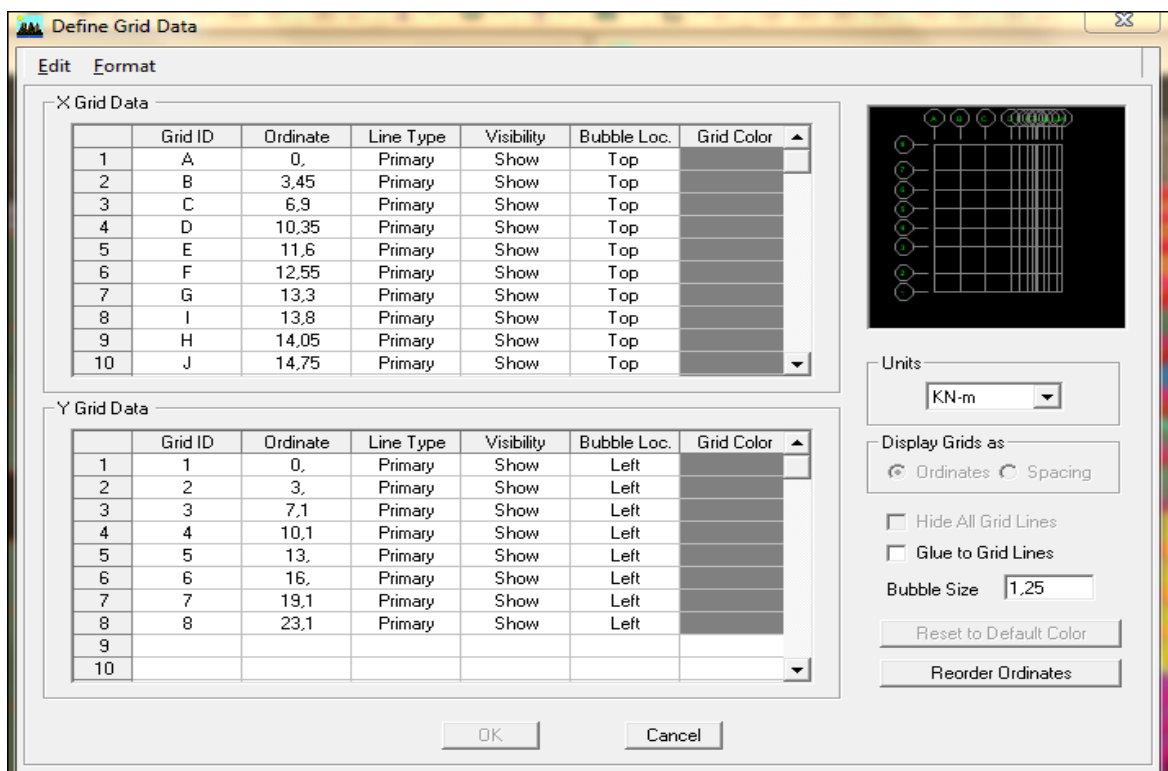 Define Grid Data
Edit Format
X Grid Data
Grid ID Ordinate Line Type Visibility Bubble Loc. Grid Color
1 A 0, Primary Show Top
2 B 3,45 Primary Show Top
3 C 6,9 Primary Show Top
4 D 10,35 Primary Show Top
5 E 11,6 Primary Show Top
6 F 12,55 Primary Show Top
7 G 13,3 Primary Show Top
8 I 13,8 Primary Show Top
9 H 14,05 Primary Show Top
10 J 14,75 Primary Show Top
Y Grid Data
Grid ID Ordinate Line Type Visibility Bubble Loc. Grid Color
1 1 0, Primary Show Left
2 2 3, Primary Show Left
3 3 7,1 Primary Show Left
4 4 10,1 Primary Show Left
5 5 13, Primary Show Left
6 6 16, Primary Show Left
7 7 19,1 Primary Show Left
8 8 23,1 Primary Show Left
9
10
A B C
Units
KN-m
Display Grids as
Ordinates Spacing
Hide All Grid Lines
Glue to Grid Lines
Bubble Size 1,25
Reset to Default Color
Reorder Ordinates
OK Cancel